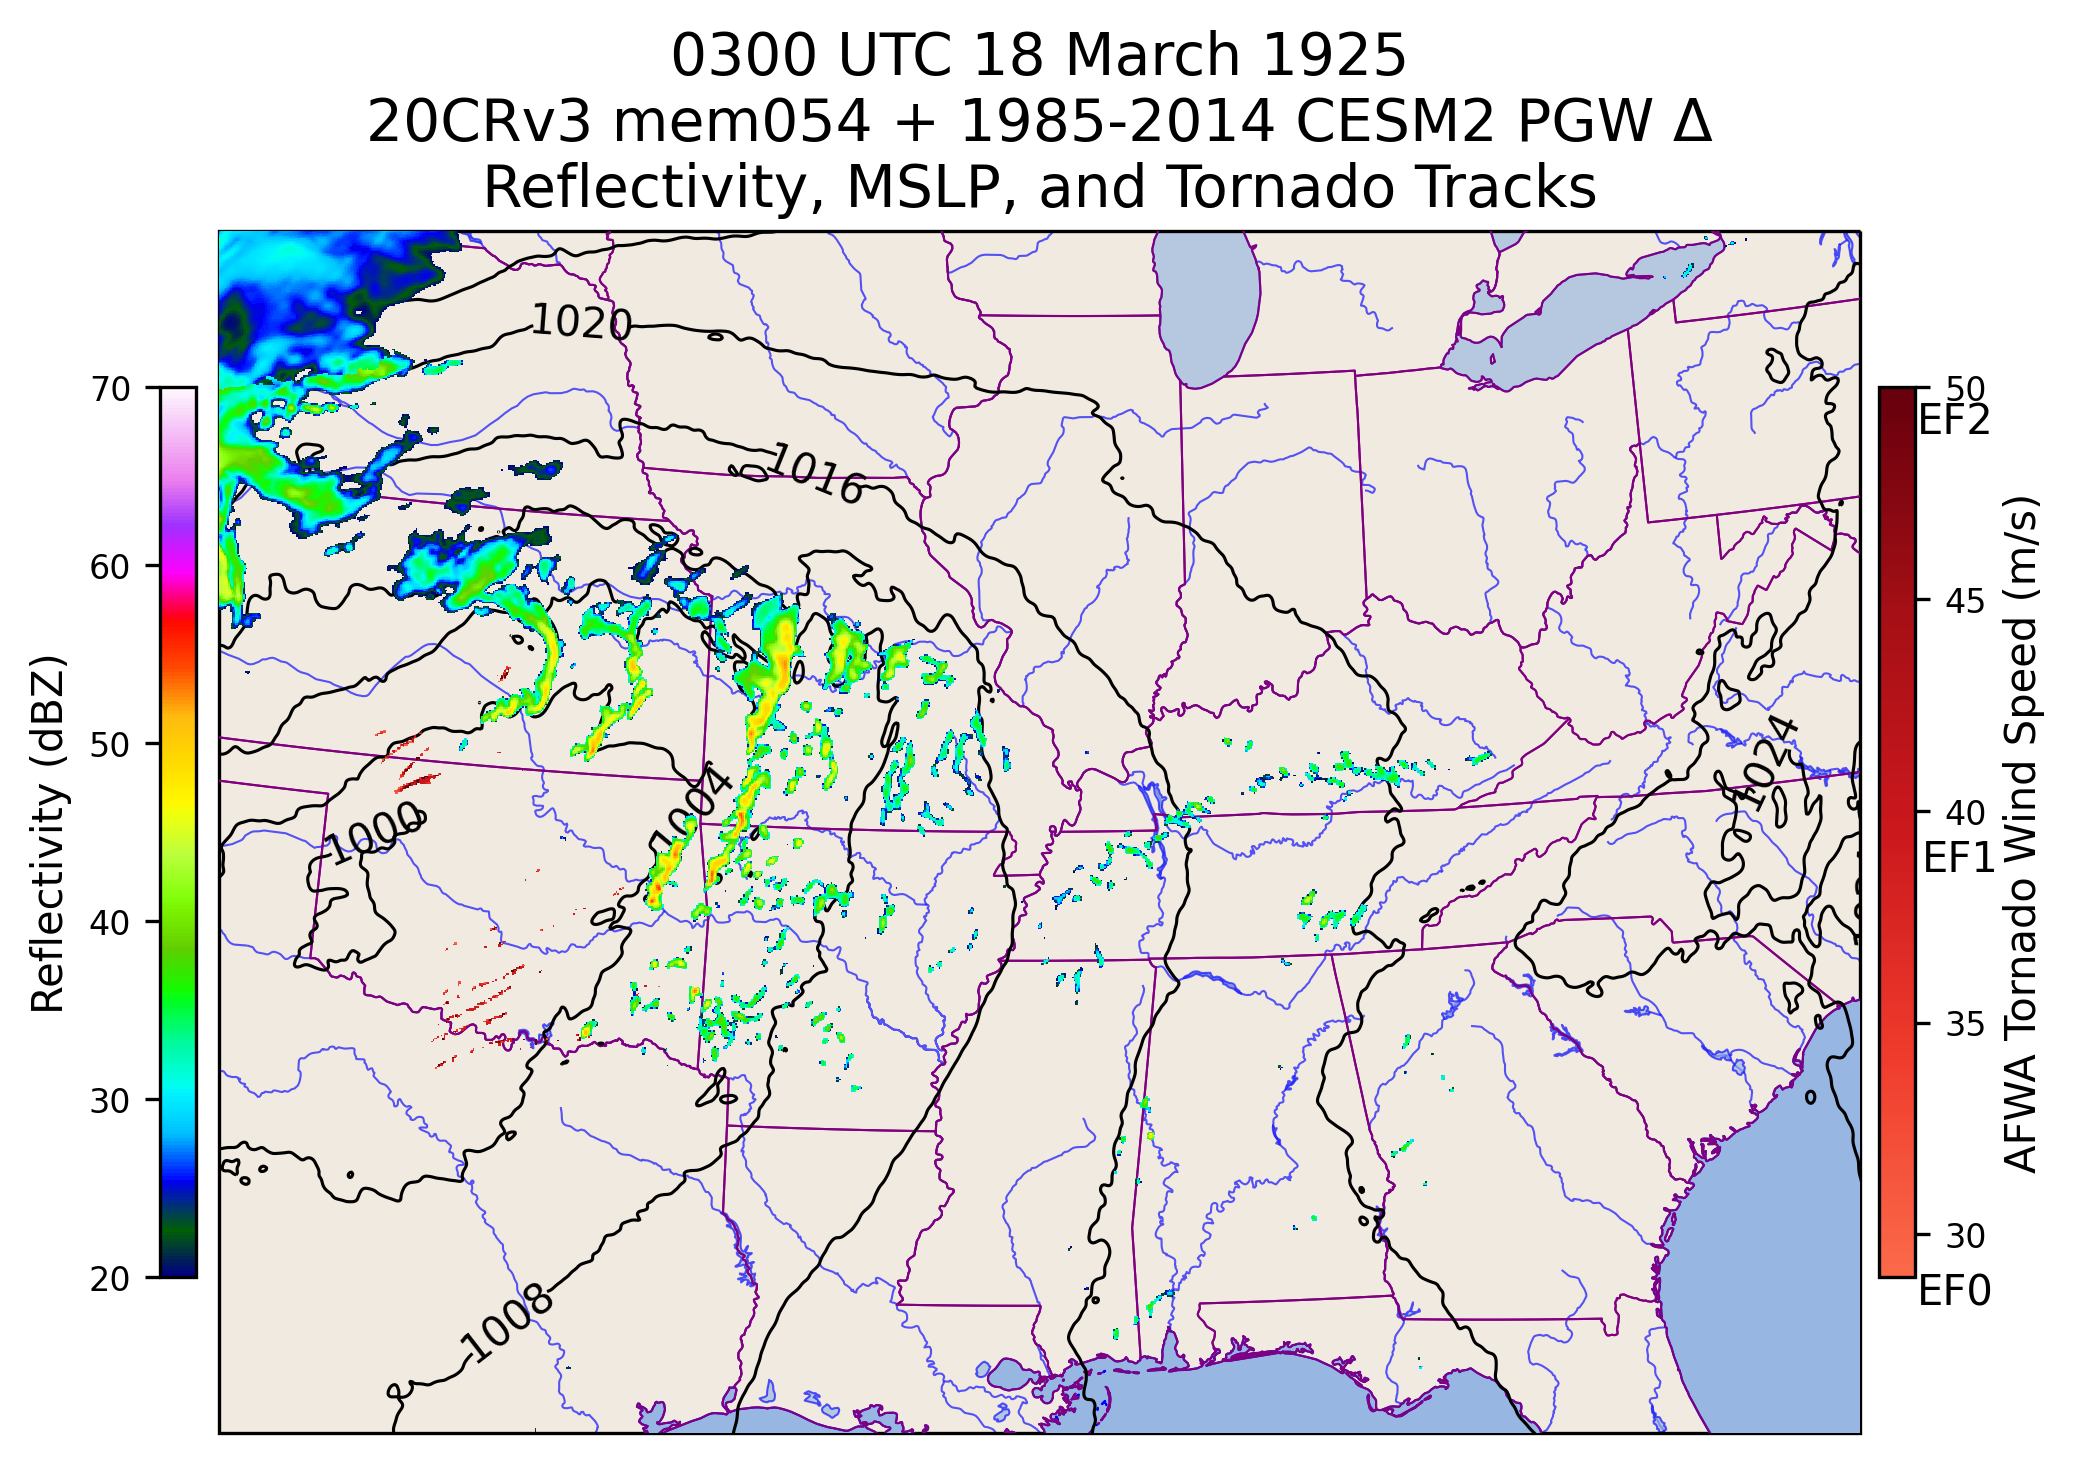 0300 UTC 18 March 1925
20CRv3 mem054 + 1985-2014 CESM2 PGW Δ
Reflectivity, MSLP, and Tornado Tracks
70
60
50
40
30
20
Reflectivity (dBZ)
1020
1016
1004
1000
1008
1024
50
EF2
45
40
EF1
35
30
EF0
AFWA Tornado Wind Speed (m/s)